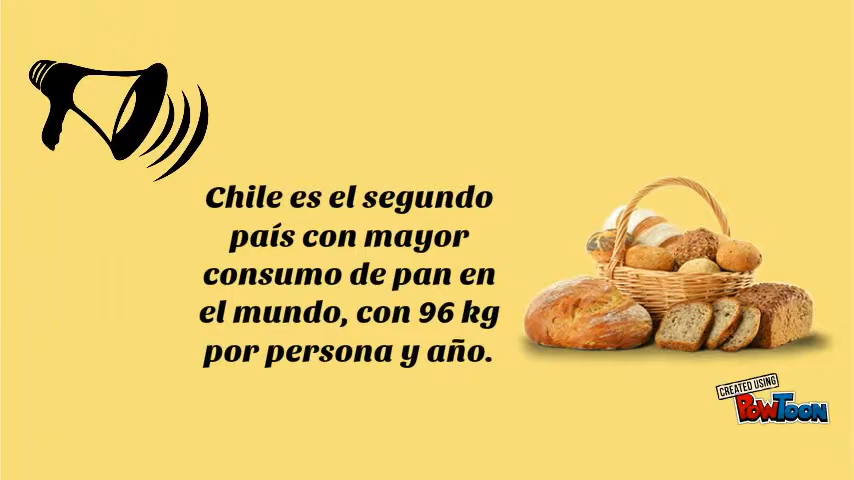 Chile es el segundo
país con mayor
consumo de pan en
el mundo, con 96 kg
por persona y año.
CREATED USING
POWTOON